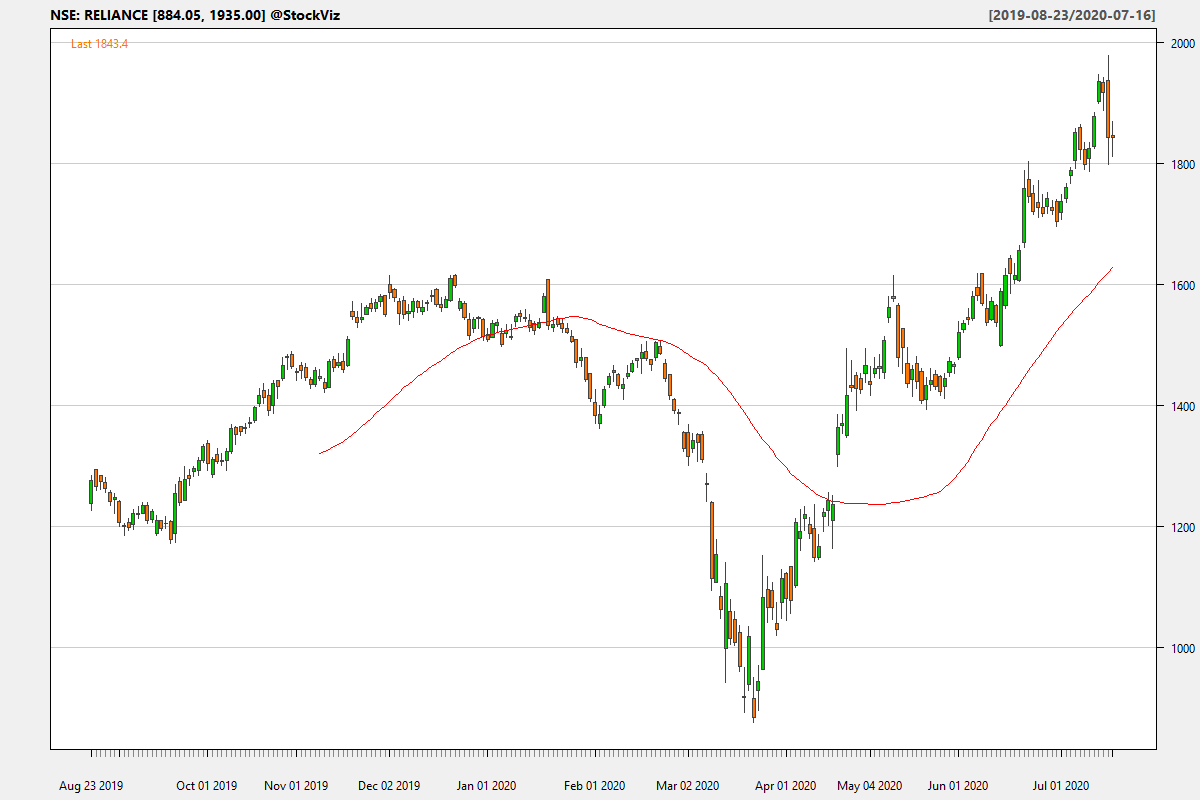 NSE: RELIANCE [884.05, 1935.00] @StockViz
[2019-08-23/2020-07-16]
Last 1843.4
2000
1800
1600
1400
1200
1000
Aug 23 2019 Oct 01 2019 Nov 01 2019 Dec 02 2019 Jan 01 2020 Feb 01 2020 Mar 02 2020 Apr 01 2020 May 04 2020 Jun 01 2020 Jul 01 2020